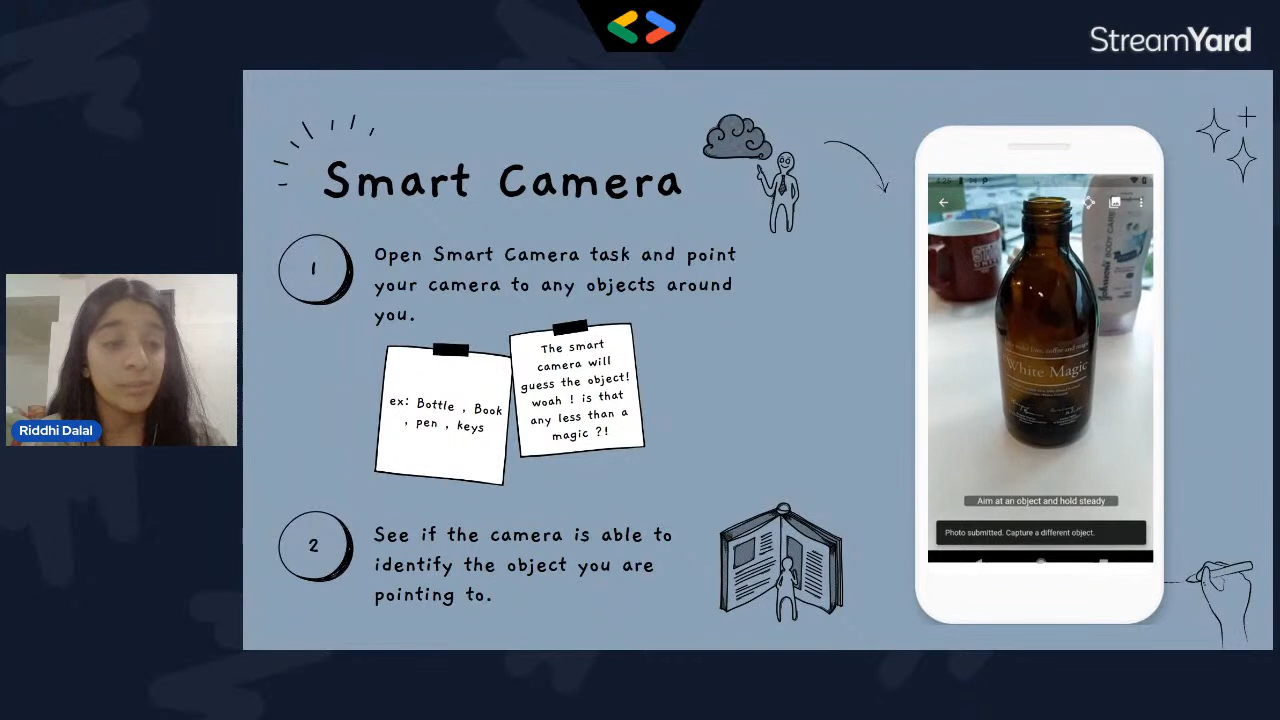 StreamYard
Smart Camera
1
Open Smart Camera task and point
your camera to any objects around
you.
ex: Bottle , Book
, pen , keys
The smart
camera will
guess the object!
woah ! is that
any less than a
magic ?!
2
See if the camera is able to
identify the object you are
pointing to.
Riddhi Dalal
Johnson's BODY CARE
White Magic
Aim at an object and hold steady
Photo submitted. Capture a different object.